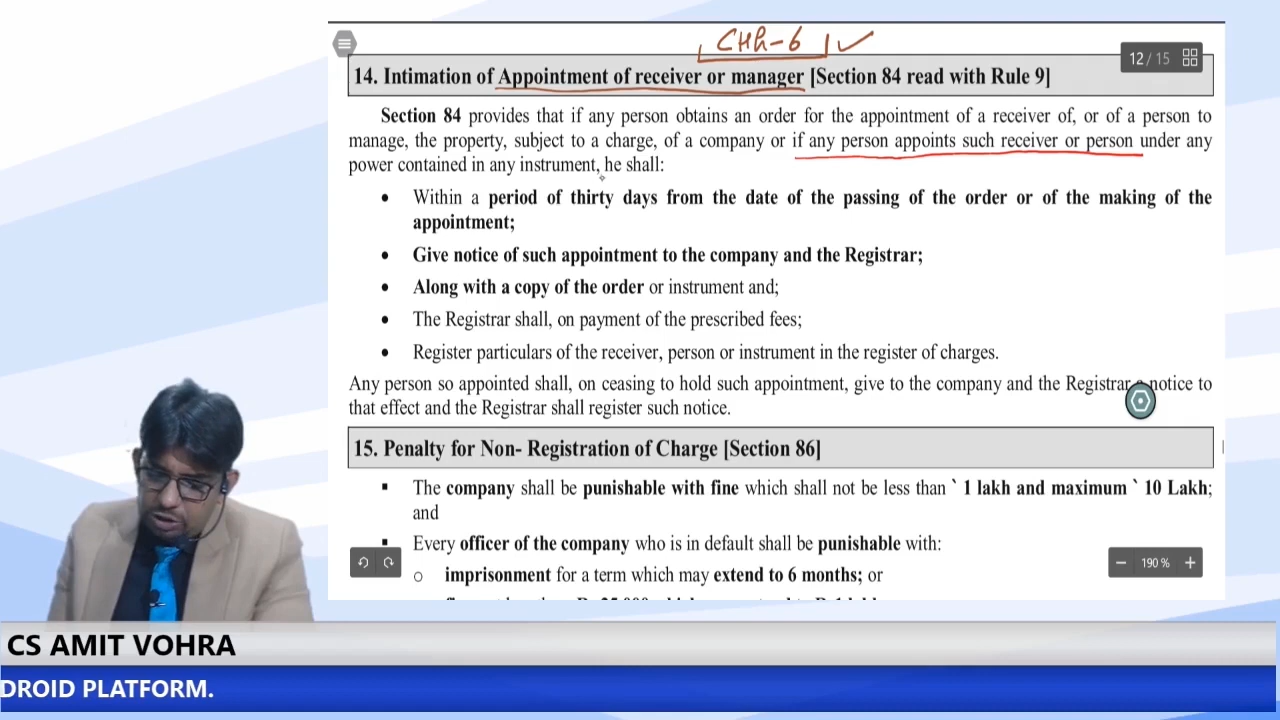 CHR-6
12 / 15
14. Intimation of Appointment of receiver or manager [Section 84 read with Rule 9]
Section 84 provides that if any person obtains an order for the appointment of a receiver of, or of a person to
manage, the property, subject to a charge, of a company or if any person appoints such receiver or person under any
power contained in any instrument, he shall:
• Within a period of thirty days from the date of the passing of the order or of the making of the
appointment;
• Give notice of such appointment to the company and the Registrar;
• Along with a copy of the order or instrument and;
• The Registrar shall, on payment of the prescribed fees;
• Register particulars of the receiver, person or instrument in the register of charges.
Any person so appointed shall, on ceasing to hold such appointment, give to the company and the Registrar a notice to
that effect and the Registrar shall register such notice.
15. Penalty for Non- Registration of Charge [Section 86]
▪ The company shall be punishable with fine which shall not be less than ` 1 lakh and maximum ` 10 Lakh;
and
▪ Every officer of the company who is in default shall be punishable with:
o imprisonment for a term which may extend to 6 months; or
190 %
CS AMIT VOHRA
DROID PLATFORM.